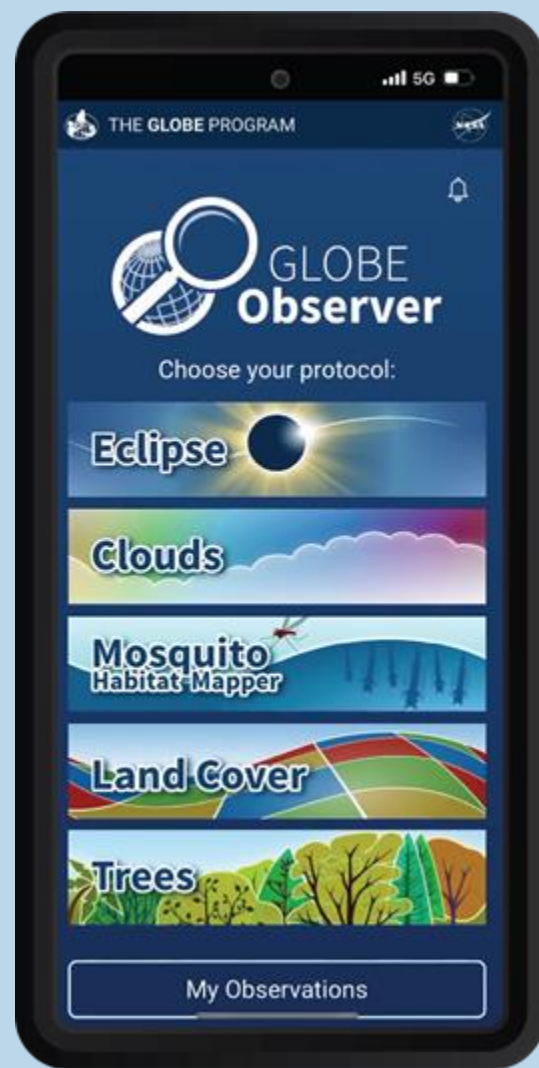 5G
THE GLOBE PROGRAM
NASA
GLOBE
Observer
Choose your protocol:
Eclipse
Clouds
Mosquito
Habitat Mapper
Land Cover
Trees
My Observations